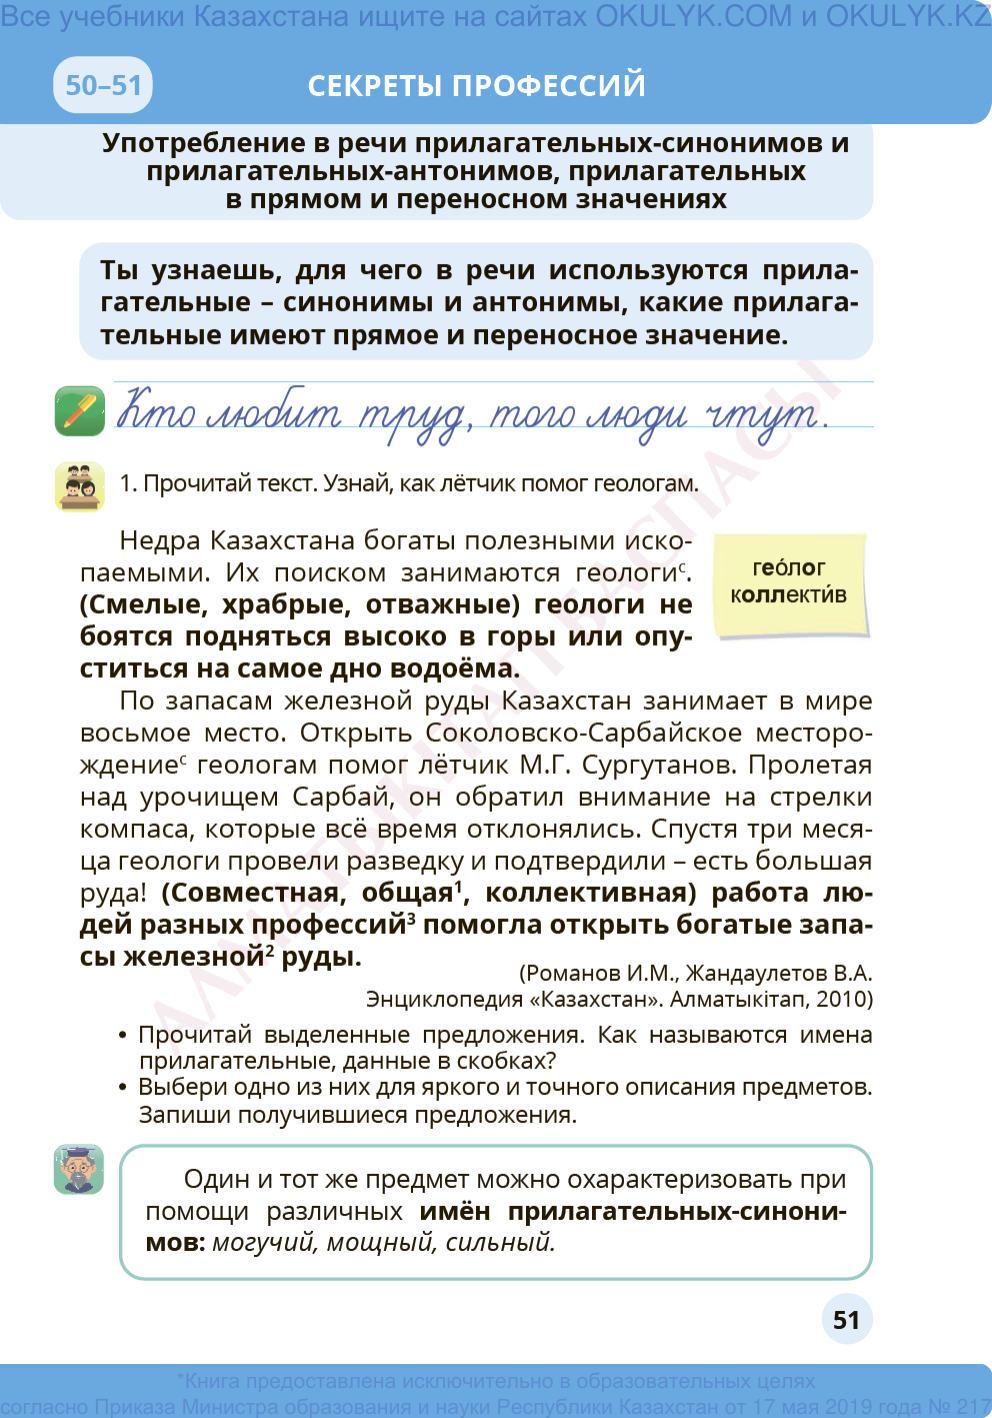 Все учебники Казахстана ищите на сайтах OKULYK.COM и OKULYK.KZ
50–51
СЕКРЕТЫ ПРОФЕССИЙ
Употребление в речи прилагательных-синонимов и
прилагательных-антонимов, прилагательных
в прямом и переносном значениях
Ты узнаешь, для чего в речи используются прила-
гательные – синонимы и антонимы, какие прилага-
тельные имеют прямое и переносное значение.
Кто любит труд, того люди чтут.
1. Прочитай текст. Узнай, как лётчик помог геологам.
Недра Казахстана богаты полезными иско-
паемыми. Их поиском занимаются геологиᶜ.
(Смелые, храбрые, отважные) геологи не
боятся подняться высоко в горы или опу-
ститься на самое дно водоёма.
гео́лог
коллекти́в
По запасам железной руды Казахстан занимает в мире
восьмое место. Открыть Соколовско-Сарбайское месторо-
ждениеᶜ геологам помог лётчик М.Г. Сургутанов. Пролетая
над урочищем Сарбай, он обратил внимание на стрелки
компаса, которые всё время отклонялись. Спустя три меся-
ца геологи провели разведку и подтвердили – есть большая
руда! (Совместная, общая¹, коллективная) работа лю-
дей разных профессий³ помогла открыть богатые запа-
сы железной² руды.
(Романов И.М., Жандаулетов В.А.
Энциклопедия «Казахстан». Алматыкітап, 2010)
• Прочитай выделенные предложения. Как называются имена
прилагательные, данные в скобках?
• Выбери одно из них для яркого и точного описания предметов.
Запиши получившиеся предложения.
Один и тот же предмет можно охарактеризовать при
помощи различных имён прилагательных-синони-
мов: могучий, мощный, сильный.
51
АЛМАТЫКІТАП БАСПАСЫ
*Книга предоставлена исключительно в образовательных целях
согласно Приказа Министра образования и науки Республики Казахстан от 17 мая 2019 года № 217